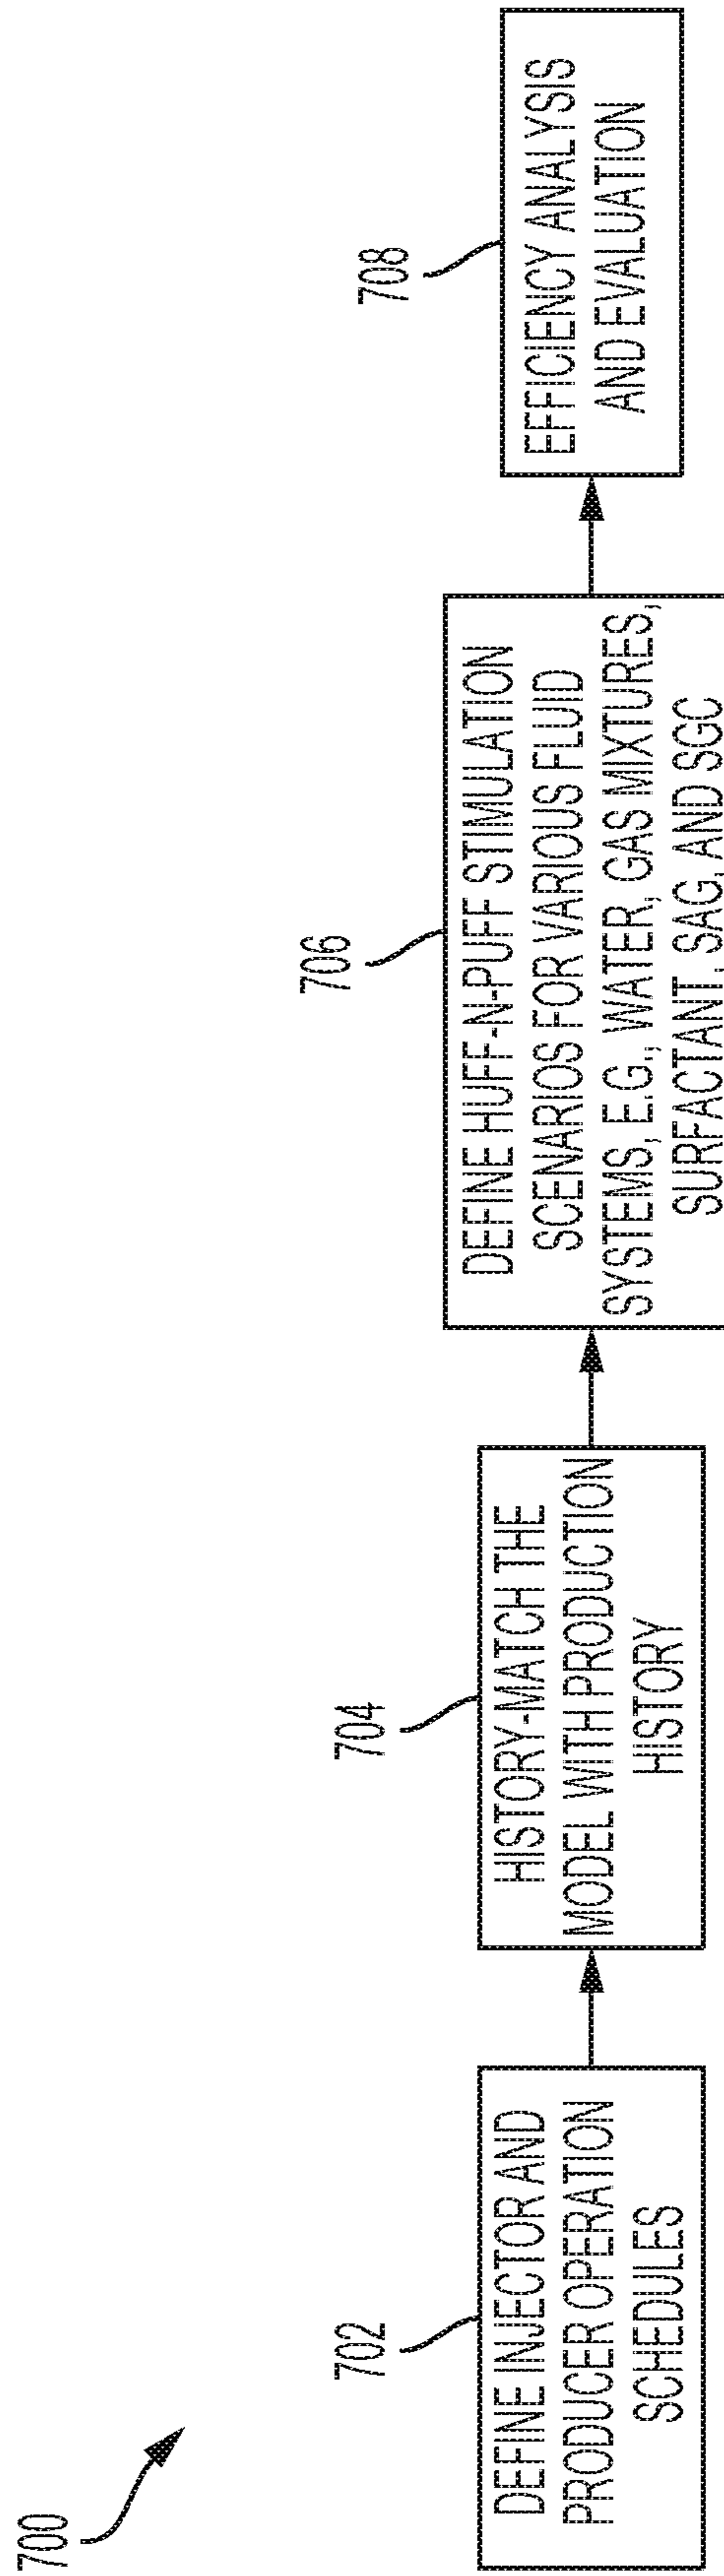 700
702
DEFINE INJECTOR AND
PRODUCER OPERATION
SCHEDULES
704
HISTORY-MATCH THE
MODEL WITH PRODUCTION
HISTORY
706
DEFINE HUFF-N-PUFF STIMULATION
SCENARIOS FOR VARIOUS FLUID
SYSTEMS, E.G., WATER, GAS MIXTURES,
SURFACTANT, SAG, AND SGC
708
EFFICIENCY ANALYSIS
AND EVALUATION